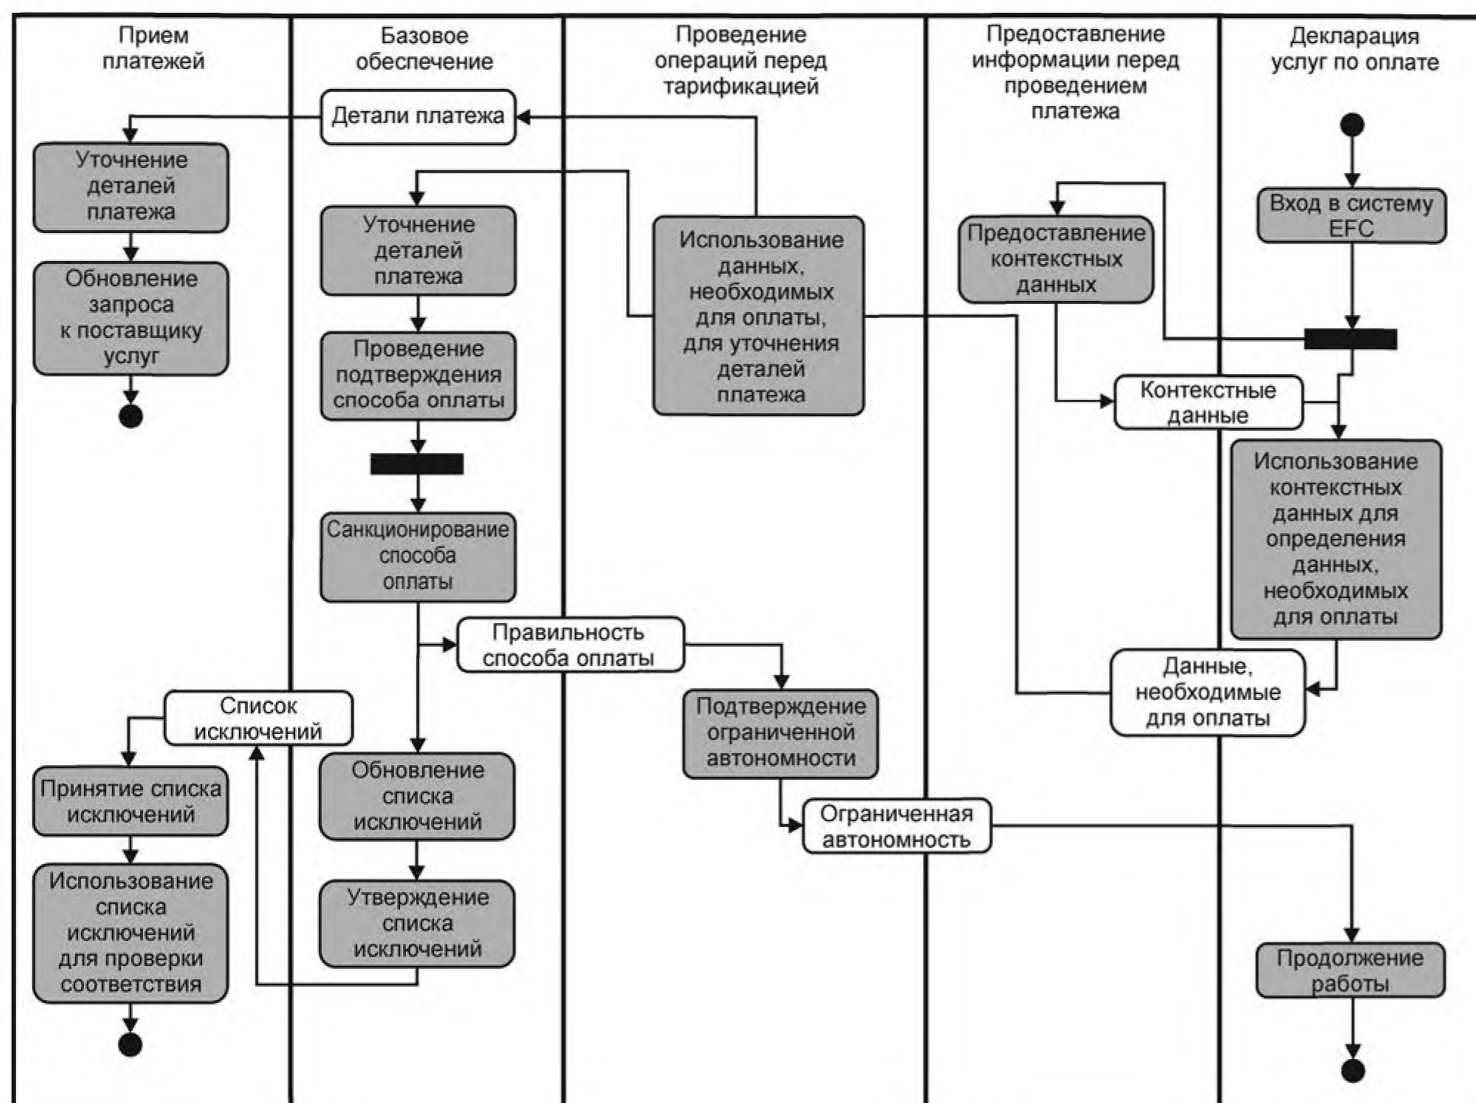 Прием
платежей
Базовое
обеспечение
Проведение
операций перед
тарификацией
Предоставление
информации перед
проведением
платежа
Декларация
услуг по оплате
Детали платежа
Уточнение
деталей
платежа
Обновление
запроса
к поставщику
услуг
Уточнение
деталей
платежа
Проведение
подтверждения
способа оплаты
Санкционирование
способа
оплаты
Использование
данных,
необходимых
для оплаты,
для уточнения
деталей
платежа
Предоставление
контекстных
данных
Вход в систему
EFC
Контекстные
данные
Использование
контекстных
данных для
определения
данных,
необходимых
для оплаты
Правильность
способа оплаты
Данные,
необходимые
для оплаты
Список
исключений
Подтверждение
ограниченной
автономности
Принятие списка
исключений
Обновление
списка
исключений
Ограниченная
автономность
Использование
списка
исключений
для проверки
соответствия
Утверждение
списка
исключений
Продолжение
работы